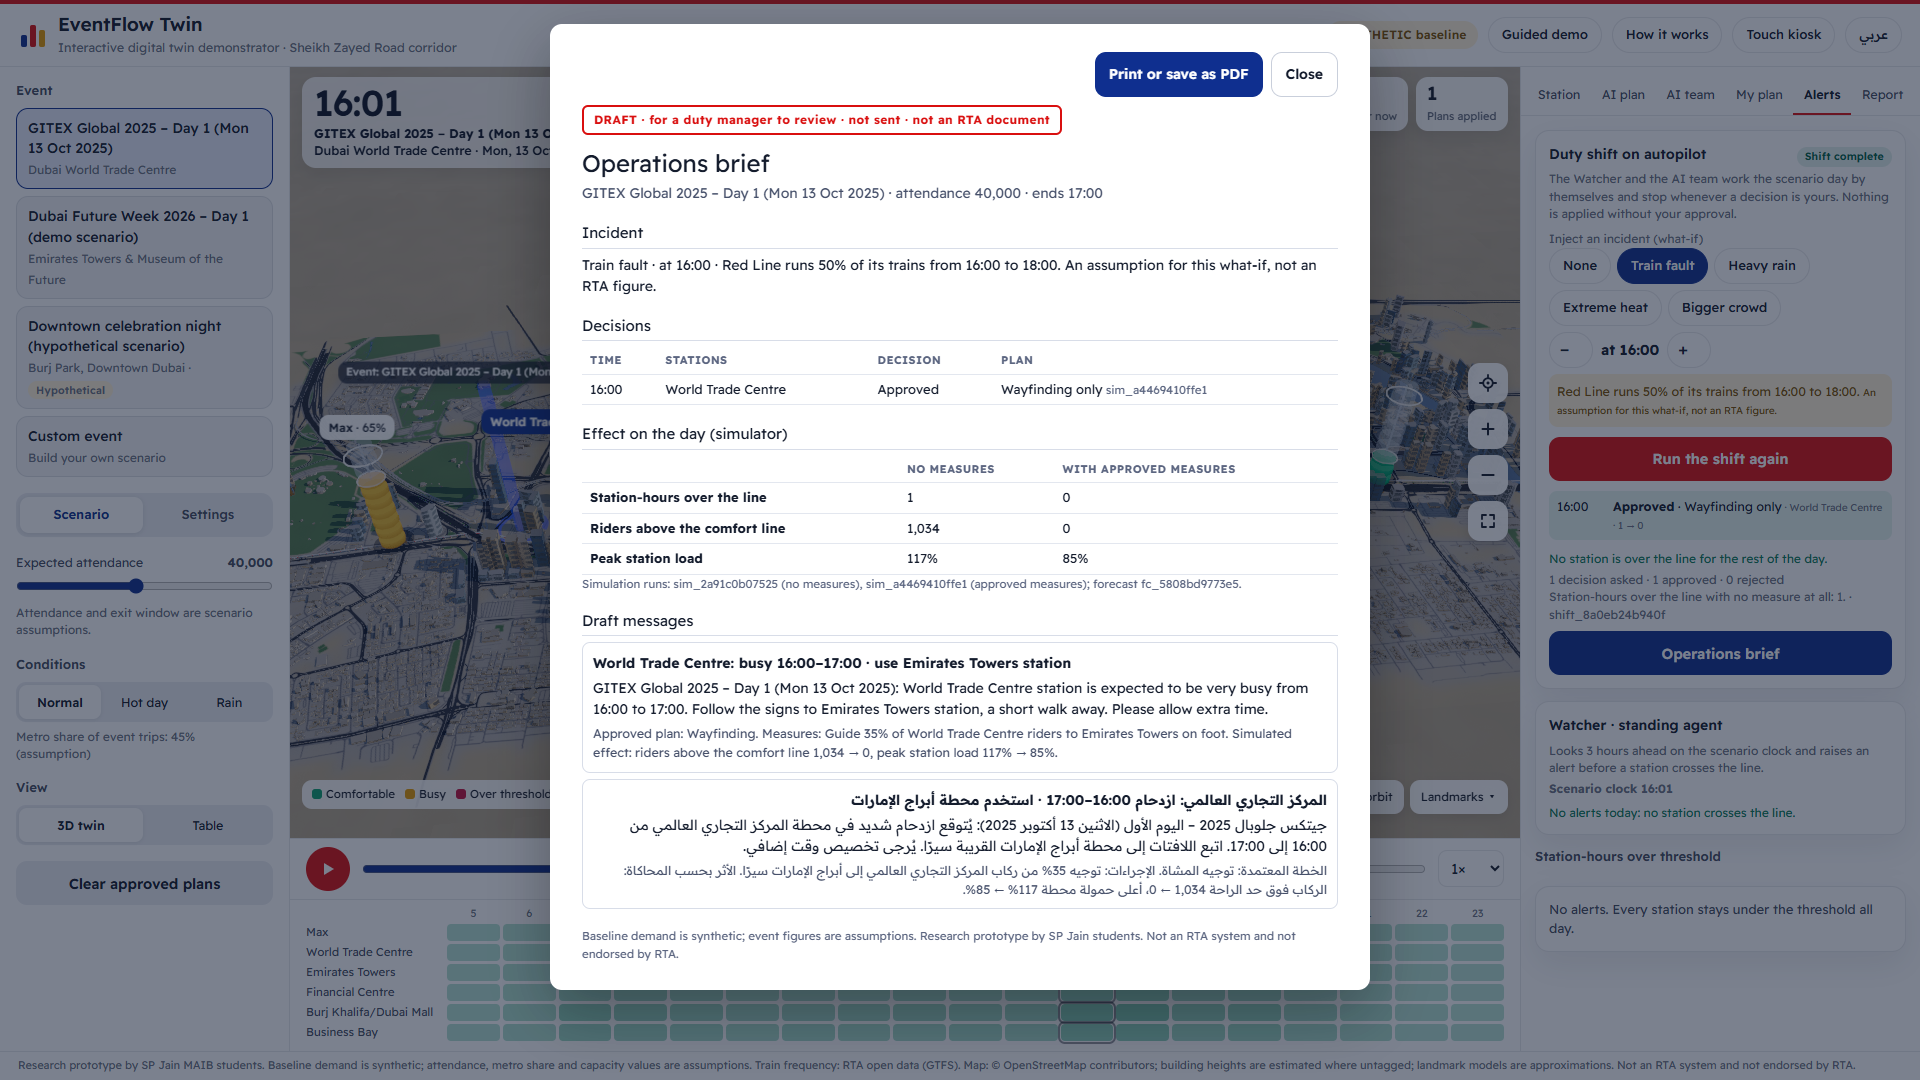 EventFlow Twin
Interactive digital twin demonstrator · Sheikh Zayed Road corridor
THETIC baseline
Guided demo
How it works
Touch kiosk
عربي
Event
GITEX Global 2025 – Day 1 (Mon
13 Oct 2025)
Dubai World Trade Centre
Dubai Future Week 2026 – Day 1
(demo scenario)
Emirates Towers & Museum of the
Future
Downtown celebration night
(hypothetical scenario)
Burj Park, Downtown Dubai ·
Hypothetical
Custom event
Build your own scenario
Scenario
Settings
Expected attendance
40,000
Attendance and exit window are scenario
assumptions.
Conditions
Normal
Hot day
Rain
Metro share of event trips: 45%
(assumption)
View
3D twin
Table
Clear approved plans
16:01
GITEX Global 2025 – Day 1 (Mon 13 O
Dubai World Trade Centre · Mon, 13 Oc
Event: GITEX Global 2025 – Day 1 (Mon
Max · 65%
World Tra
Comfortable
Busy
Over threshold
now
1
Plans applied
rbit
Landmarks
1×
5
6
22
23
Max
World Trade Centre
Emirates Towers
Financial Centre
Burj Khalifa/Dubai Mall
Business Bay
Print or save as PDF
Close
DRAFT · for a duty manager to review · not sent · not an RTA document
Operations brief
GITEX Global 2025 – Day 1 (Mon 13 Oct 2025) · attendance 40,000 · ends 17:00
Incident
Train fault · at 16:00 · Red Line runs 50% of its trains from 16:00 to 18:00. An assumption for this what-if, not an
RTA figure.
Decisions
TIME STATIONS DECISION PLAN
16:00 World Trade Centre Approved Wayfinding only sim_a4469410ffe1
Effect on the day (simulator)
NO MEASURES WITH APPROVED MEASURES
Station-hours over the line 1 0
Riders above the comfort line 1,034 0
Peak station load 117% 85%
Simulation runs: sim_2a91c0b07525 (no measures), sim_a4469410ffe1 (approved measures); forecast fc_5808bd9773e5.
Draft messages
World Trade Centre: busy 16:00–17:00 · use Emirates Towers station
GITEX Global 2025 – Day 1 (Mon 13 Oct 2025): World Trade Centre station is expected to be very busy from
16:00 to 17:00. Follow the signs to Emirates Towers station, a short walk away. Please allow extra time.
Approved plan: Wayfinding. Measures: Guide 35% of World Trade Centre riders to Emirates Towers on foot. Simulated
effect: riders above the comfort line 1,034 → 0, peak station load 117% → 85%.
المركز التجاري العالمي: ازدحام 16:00–17:00 · استخدم محطة أبراج الإمارات
جيتكس جلوبال 2025 – اليوم الأول (الاثنين 13 أكتوبر 2025): يُتوقع ازدحام شديد في محطة المركز التجاري العالمي من
16:00 إلى 17:00. اتبع اللافتات إلى محطة أبراج الإمارات القريبة سيرًا. يُرجى تخصيص وقت إضافي.
الخطة المعتمدة: توجيه المشاة. الإجراءات: توجيه 35% من ركاب المركز التجاري العالمي إلى أبراج الإمارات سيرًا. الأثر بحسب المحاكاة:
الركاب فوق حد الراحة 1,034 ← 0، أعلى حمولة محطة 117% ← 85%.
Baseline demand is synthetic; event figures are assumptions. Research prototype by SP Jain students. Not an RTA system and not
endorsed by RTA.
Station
AI plan
AI team
My plan
Alerts
Report
Duty shift on autopilot
Shift complete
The Watcher and the AI team work the scenario day by
themselves and stop whenever a decision is yours. Nothing
is applied without your approval.
Inject an incident (what-if)
None
Train fault
Heavy rain
Extreme heat
Bigger crowd
− at 16:00 +
Red Line runs 50% of its trains from 16:00 to 18:00. An
assumption for this what-if, not an RTA figure.
Run the shift again
16:00 Approved · Wayfinding only · World Trade Centre
· 1 → 0
No station is over the line for the rest of the day.
1 decision asked · 1 approved · 0 rejected
Station-hours over the line with no measure at all: 1. ·
shift_8a0eb24b940f
Operations brief
Watcher · standing agent
Looks 3 hours ahead on the scenario clock and raises an
alert before a station crosses the line.
Scenario clock 16:01
No alerts today: no station crosses the line.
Station-hours over threshold
No alerts. Every station stays under the threshold all
day.
Research prototype by SP Jain MAIB students. Baseline demand is synthetic; attendance, metro share and capacity values are assumptions. Train frequency: RTA open data (GTFS). Map: © OpenStreetMap contributors; building heights are estimated where untagged; landmark models are approximations. Not an RTA system and not endorsed by RTA.